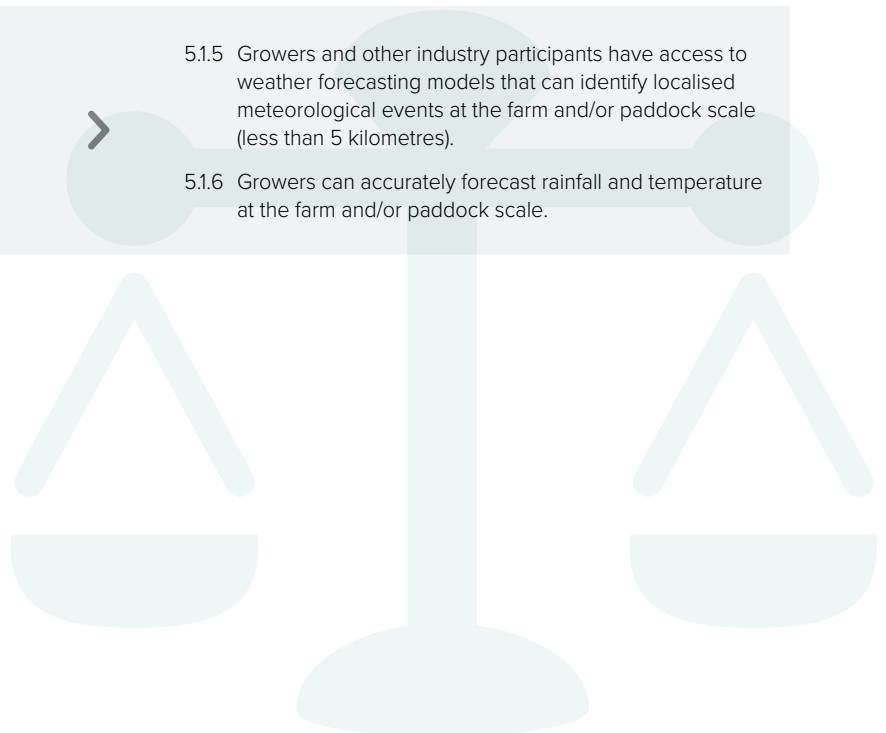 5.1.5 Growers and other industry participants have access to
weather forecasting models that can identify localised
meteorological events at the farm and/or paddock scale
(less than 5 kilometres).
5.1.6 Growers can accurately forecast rainfall and temperature
at the farm and/or paddock scale.